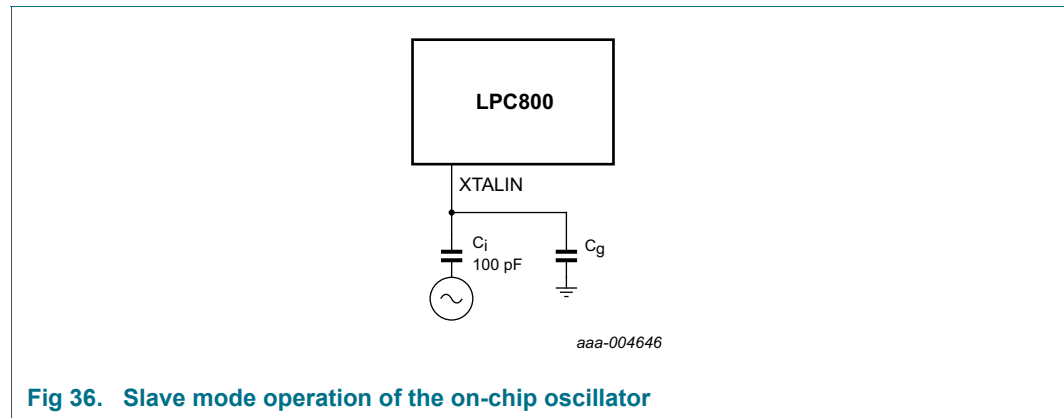 LPC800
XTALIN
Ci
100 pF
Cg
aaa-004646
Fig 36. Slave mode operation of the on-chip oscillator